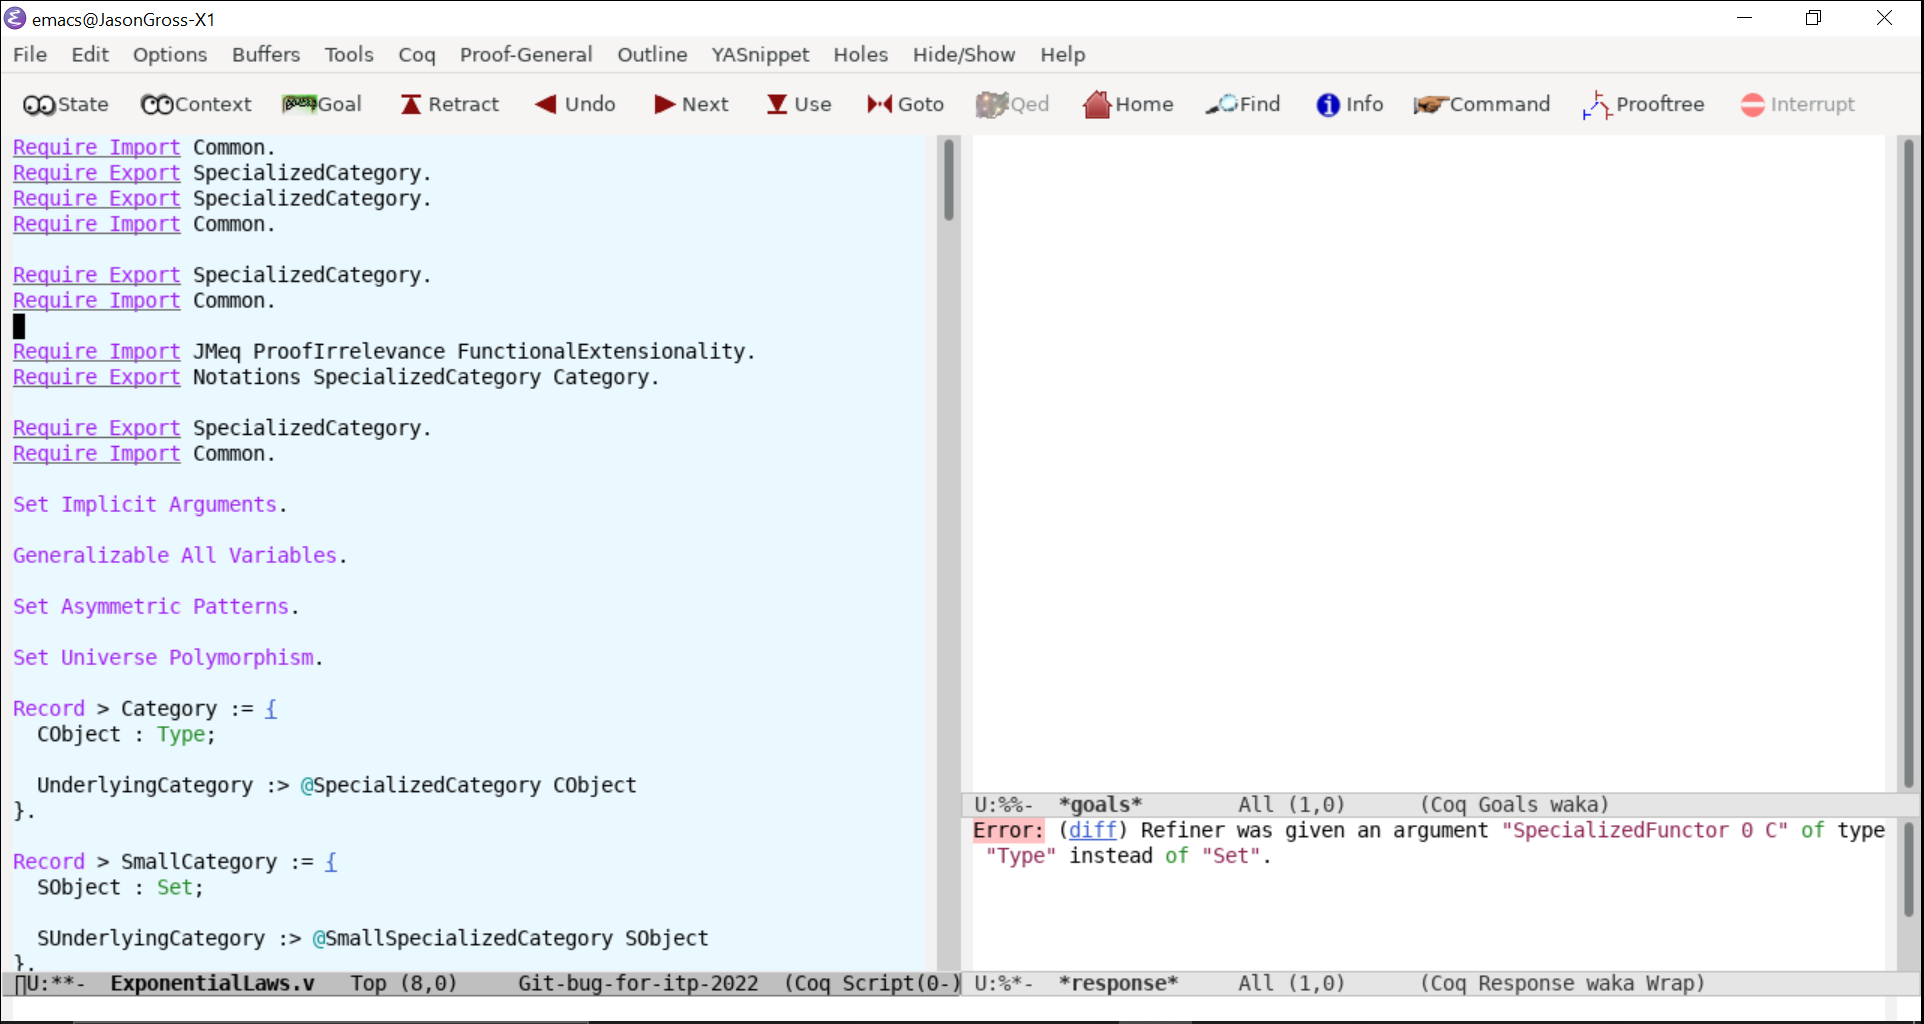 emacs@JasonGross-X1
File Edit Options Buffers Tools Coq Proof-General Outline YASnippet Holes Hide/Show Help
State Context Goal Retract Undo Next Use Goto Qed Home Find Info Command Prooftree Interrupt
Require Import Common.
Require Export SpecializedCategory.
Require Export SpecializedCategory.
Require Import Common.
Require Export SpecializedCategory.
Require Import Common.
Require Import JMeq ProofIrrelevance FunctionalExtensionality.
Require Export Notations SpecializedCategory Category.
Require Export SpecializedCategory.
Require Import Common.
Set Implicit Arguments.
Generalizable All Variables.
Set Asymmetric Patterns.
Set Universe Polymorphism.
Record > Category := {
CObject : Type;
UnderlyingCategory :> @SpecializedCategory CObject
}.
Record > SmallCategory := {
SObject : Set;
SUnderlyingCategory :> @SmallSpecializedCategory SObject
}.
U:**- ExponentialLaws.v Top (8,0) Git-bug-for-itp-2022 (Coq Script(0-)
U:%%- *goals* All (1,0) (Coq Goals waka)
Error: (diff) Refiner was given an argument "SpecializedFunctor 0 C" of type
"Type" instead of "Set".
U:%*- *response* All (1,0) (Coq Response waka Wrap)